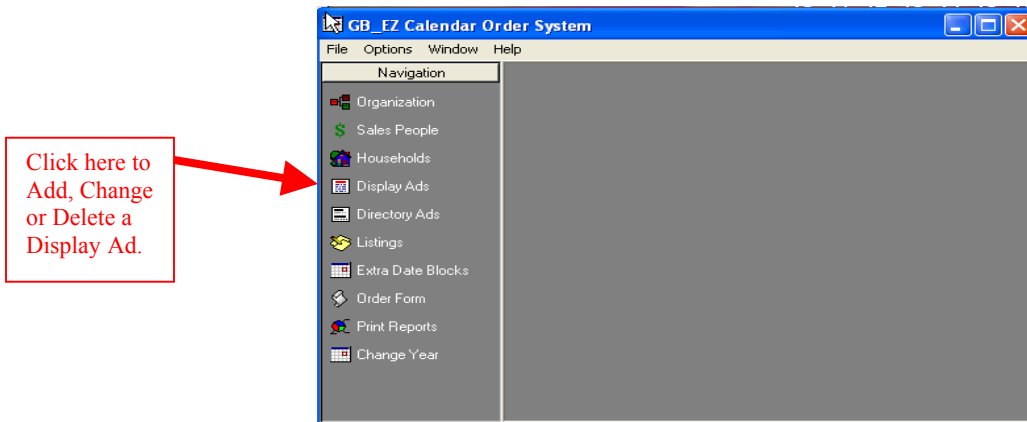 GB_EZ Calendar Order System
File Options Window Help
Navigation
Organization
Sales People
Households
Display Ads
Directory Ads
Listings
Extra Date Blocks
Order Form
Print Reports
Change Year
Click here to
Add, Change
or Delete a
Display Ad.